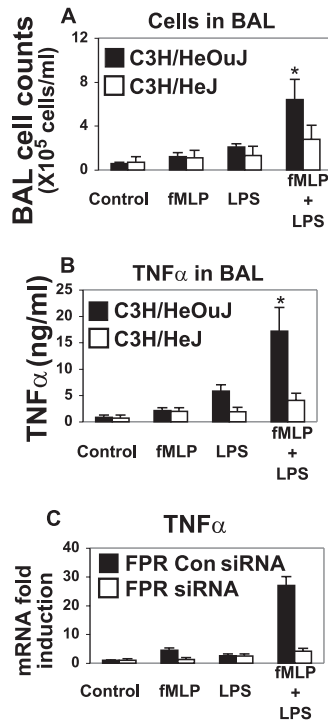 A
Cells in BAL
BAL cell counts
(X10⁵ cells/ml)
12
8
4
0
C3H/HeOuJ
C3H/HeJ
*
Control fMLP LPS fMLP
+
LPS
B
TNFα in BAL
TNFα (ng/ml)
25
20
15
10
5
0
C3H/HeOuJ
C3H/HeJ
*
Control fMLP LPS fMLP
+
LPS
C
TNFα
mRNA fold
induction
40
30
20
10
0
FPR Con siRNA
FPR siRNA
Control fMLP LPS fMLP
+
LPS